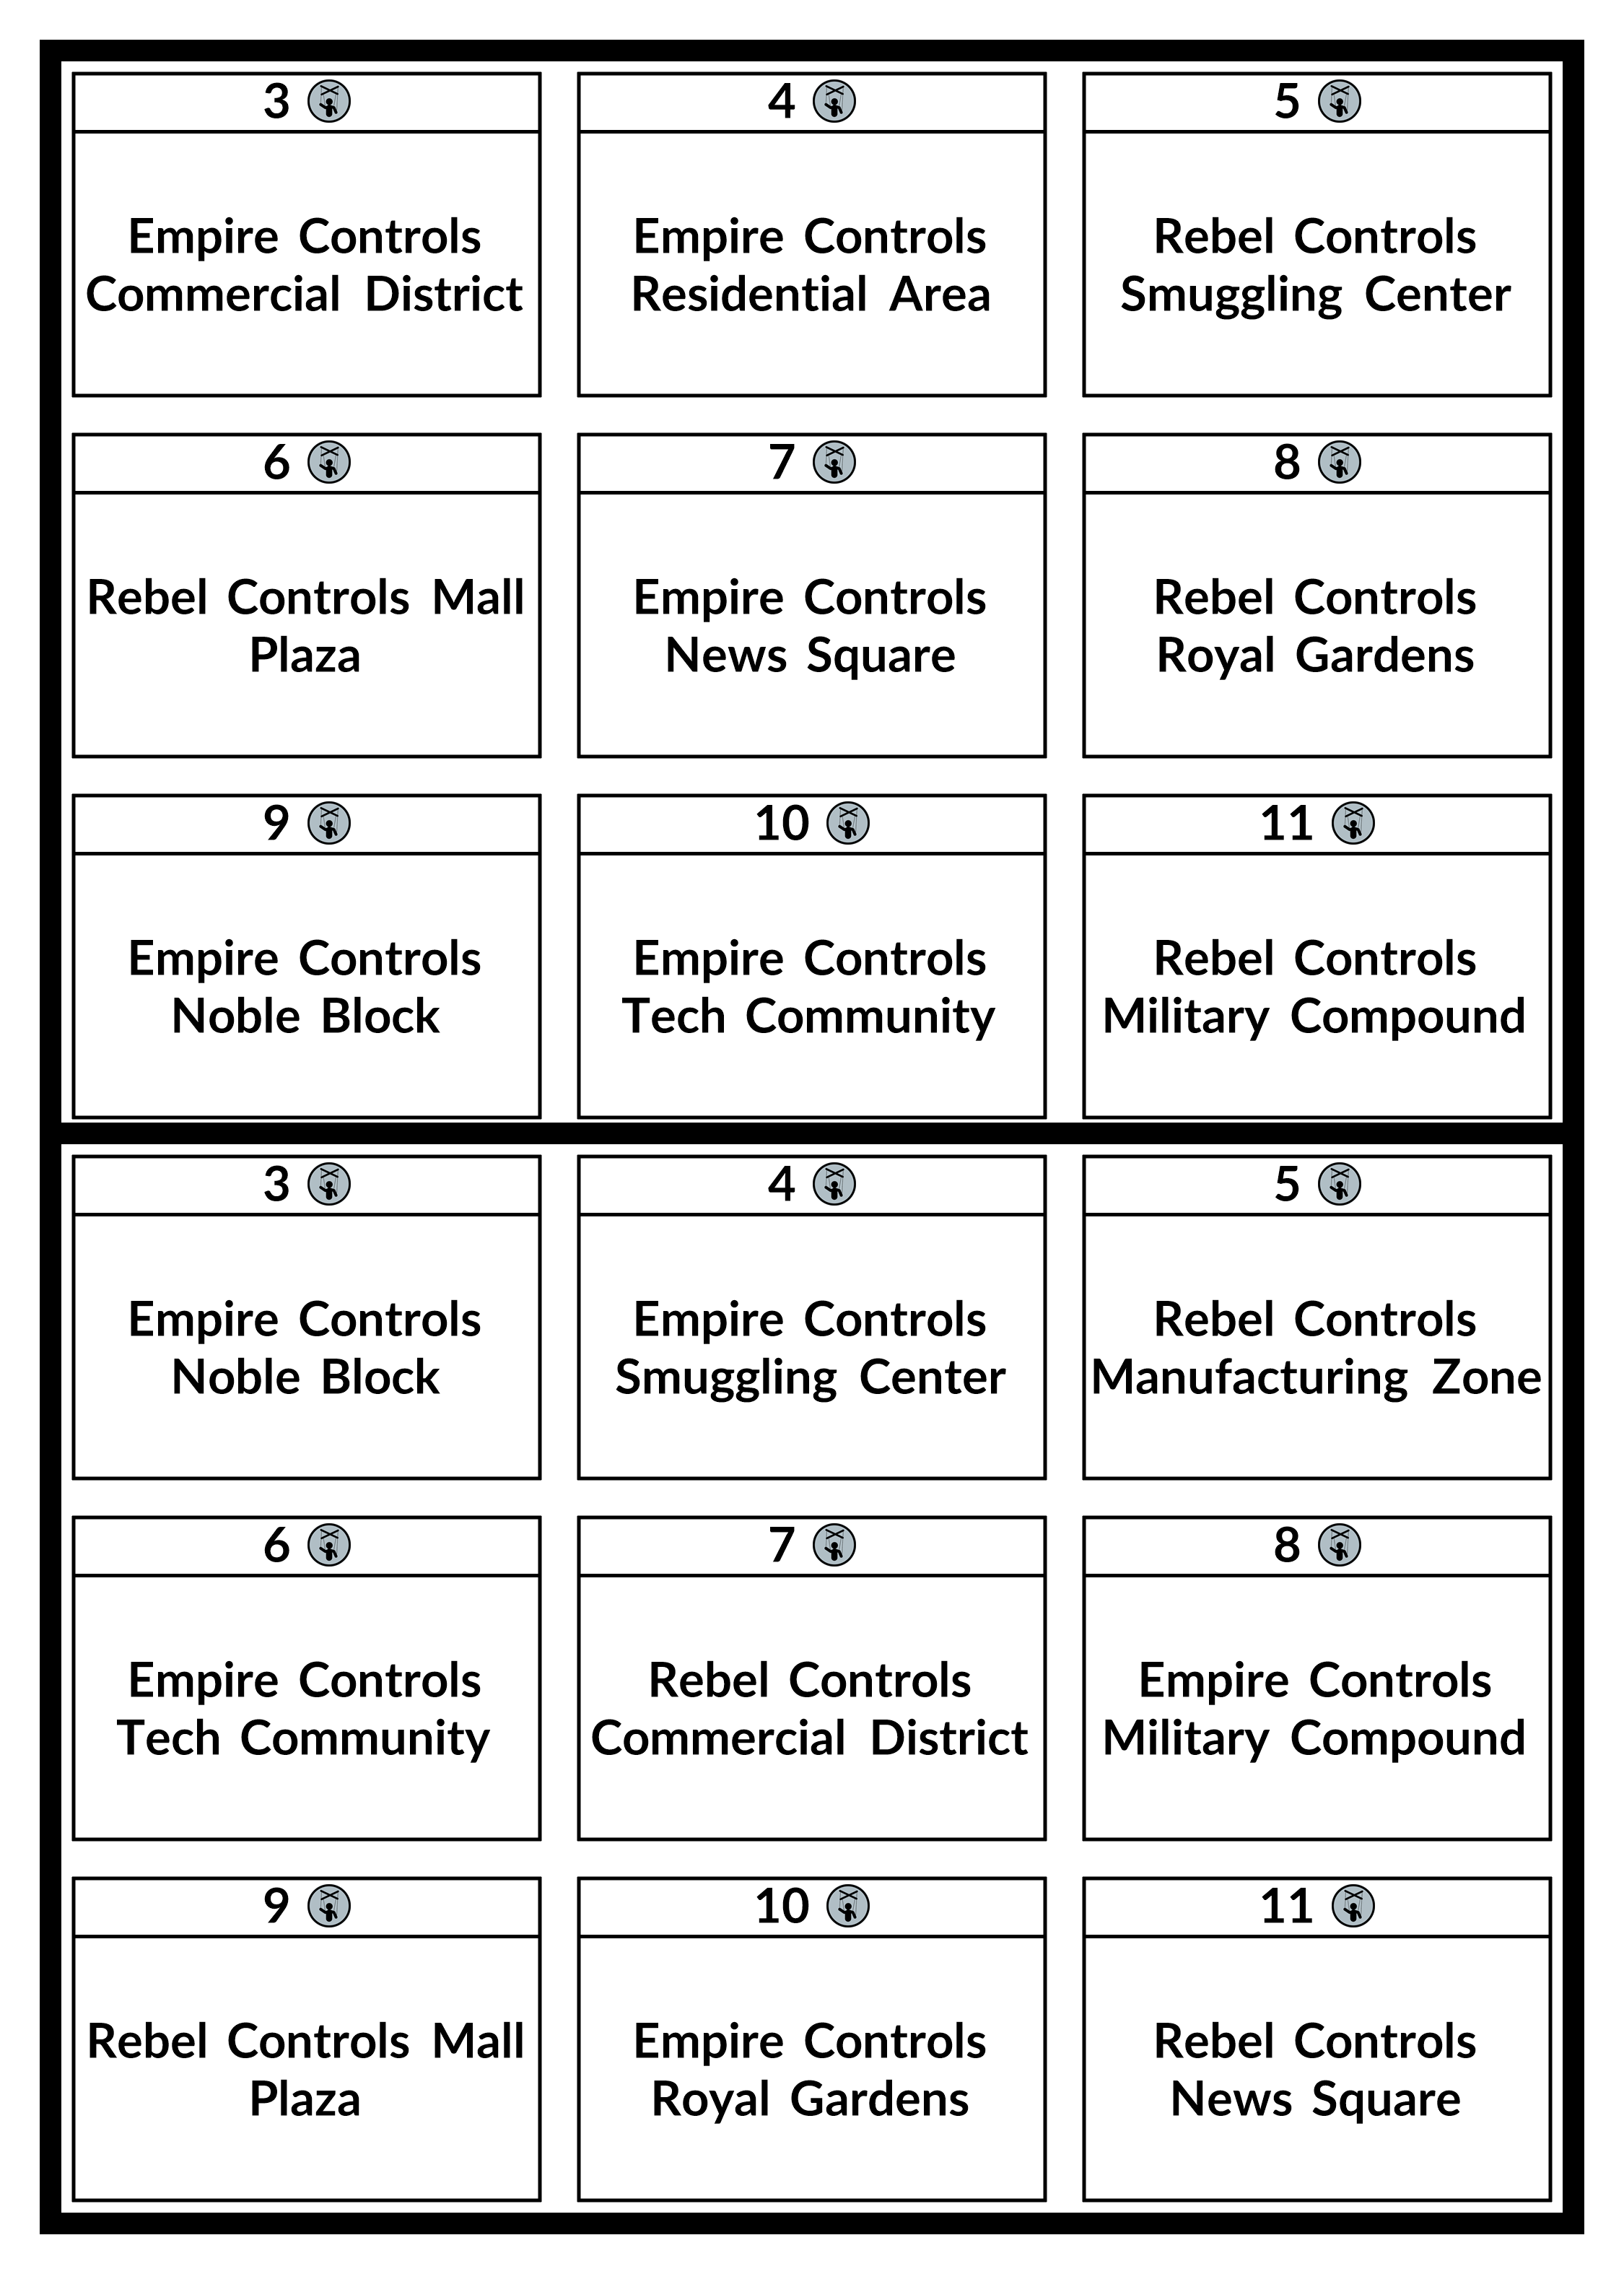 3
Empire Controls
Commercial District
4
Empire Controls
Residential Area
5
Rebel Controls
Smuggling Center
6
Rebel Controls Mall
Plaza
7
Empire Controls
News Square
8
Rebel Controls
Royal Gardens
9
Empire Controls
Noble Block
10
Empire Controls
Tech Community
11
Rebel Controls
Military Compound
3
Empire Controls
Noble Block
4
Empire Controls
Smuggling Center
5
Rebel Controls
Manufacturing Zone
6
Empire Controls
Tech Community
7
Rebel Controls
Commercial District
8
Empire Controls
Military Compound
9
Rebel Controls Mall
Plaza
10
Empire Controls
Royal Gardens
11
Rebel Controls
News Square